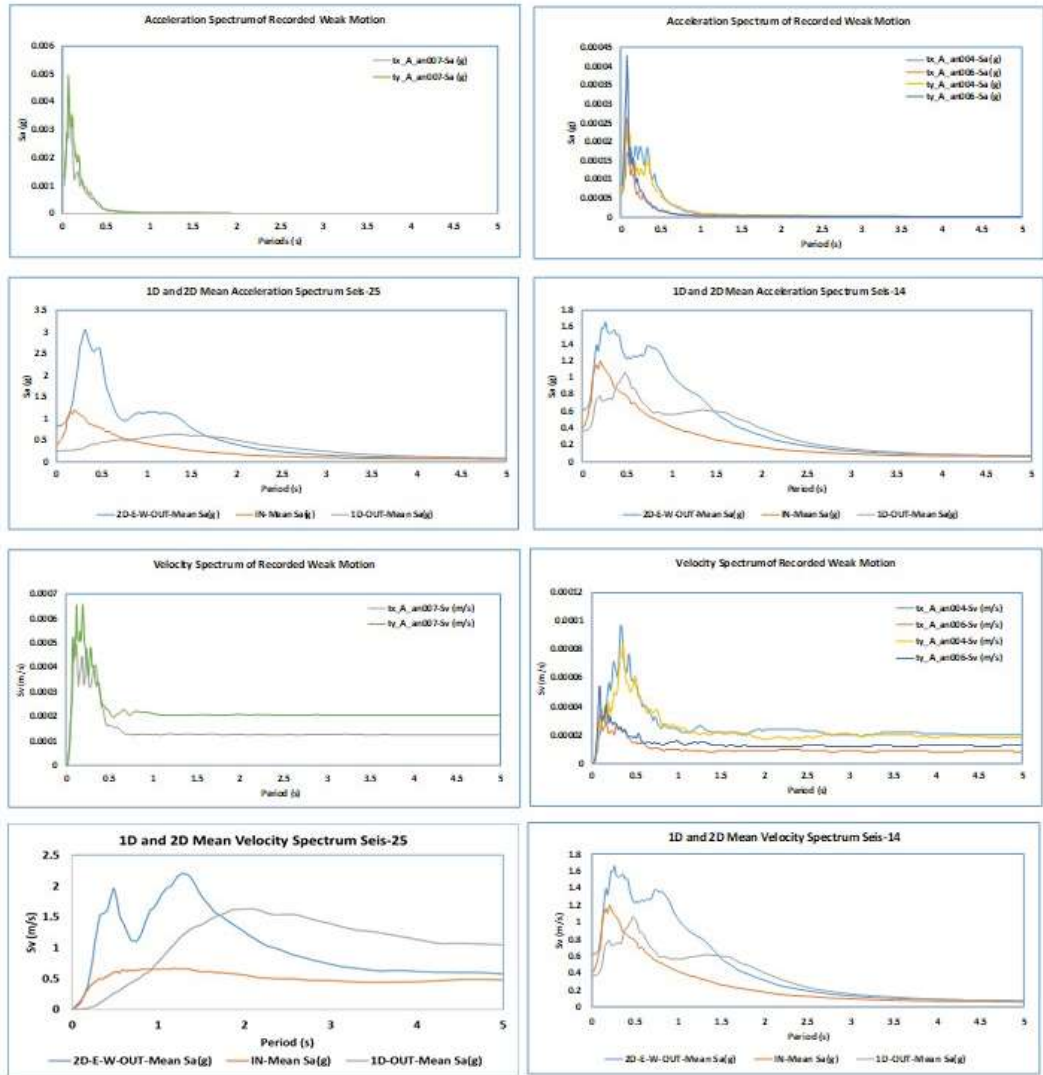 Acceleration Spectrum of Recorded Weak Motion
0.006
0.005
0.004
0.003
0.002
0.001
0
Sa (g)
tx_A_an007-Sa (g)
ty_A_an007-Sa (g)
0 0.5 1 1.5 2 2.5 3 3.5 4 4.5 5
Periods (s)
Acceleration Spectrum of Recorded Weak Motion
0.00045
0.0004
0.00035
0.0003
0.00025
0.0002
0.00015
0.0001
0.00005
0
Sa (g)
tx_A_an004-Sa (g)
tx_A_an006-Sa (g)
ty_A_an004-Sa (g)
ty_A_an006-Sa (g)
0 0.5 1 1.5 2 2.5 3 3.5 4 4.5 5
Period (s)
1D and 2D Mean Acceleration Spectrum Seis-25
3.5
3
2.5
2
1.5
1
0.5
0
Sa (g)
0 0.5 1 1.5 2 2.5 3 3.5 4 4.5 5
Period (s)
2D-E-W-OUT-Mean Sa(g) IN-Mean Sa(g) 1D-OUT-Mean Sa(g)
1D and 2D Mean Acceleration Spectrum Seis-14
1.8
1.6
1.4
1.2
1
0.8
0.6
0.4
0.2
0
Sa (g)
0 0.5 1 1.5 2 2.5 3 3.5 4 4.5 5
Period (s)
2D-E-W-OUT-Mean Sa(g) IN-Mean Sa(g) 1D-OUT-Mean Sa(g)
Velocity Spectrum of Recorded Weak Motion
0.0007
0.0006
0.0005
0.0004
0.0003
0.0002
0.0001
0
Sv (m/s)
tx_A_an007-Sv (m/s)
ty_A_an007-Sv (m/s)
0 0.5 1 1.5 2 2.5 3 3.5 4 4.5 5
Period (s)
Velocity Spectrum of Recorded Weak Motion
0.00012
0.0001
0.00008
0.00006
0.00004
0.00002
0
Sv (m/s)
tx_A_an004-Sv (m/s)
tx_A_an006-Sv (m/s)
ty_A_an004-Sv (m/s)
ty_A_an006-Sv (m/s)
0 0.5 1 1.5 2 2.5 3 3.5 4 4.5 5
Period (s)
1D and 2D Mean Velocity Spectrum Seis-25
2.5
2
1.5
1
0.5
0
Sv (m/s)
0 1 2 3 4 5
Period (s)
2D-E-W-OUT-Mean Sa(g) IN-Mean Sa(g) 1D-OUT-Mean Sa(g)
1D and 2D Mean Velocity Spectrum Seis-14
1.8
1.6
1.4
1.2
1
0.8
0.6
0.4
0.2
0
Sv (m/s)
0 0.5 1 1.5 2 2.5 3 3.5 4 4.5 5
Period (s)
2D-E-W-OUT-Mean Sa(g) IN-Mean Sa(g) 1D-OUT-Mean Sa(g)